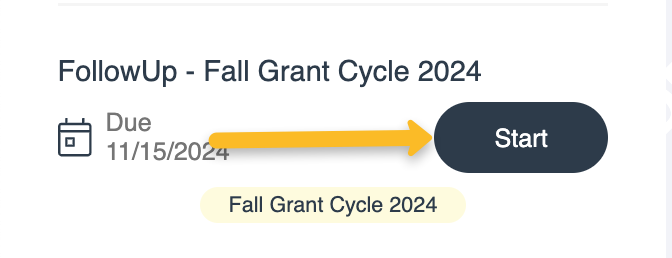 FollowUp - Fall Grant Cycle 2024
Due
11/15/2024
Start
Fall Grant Cycle 2024